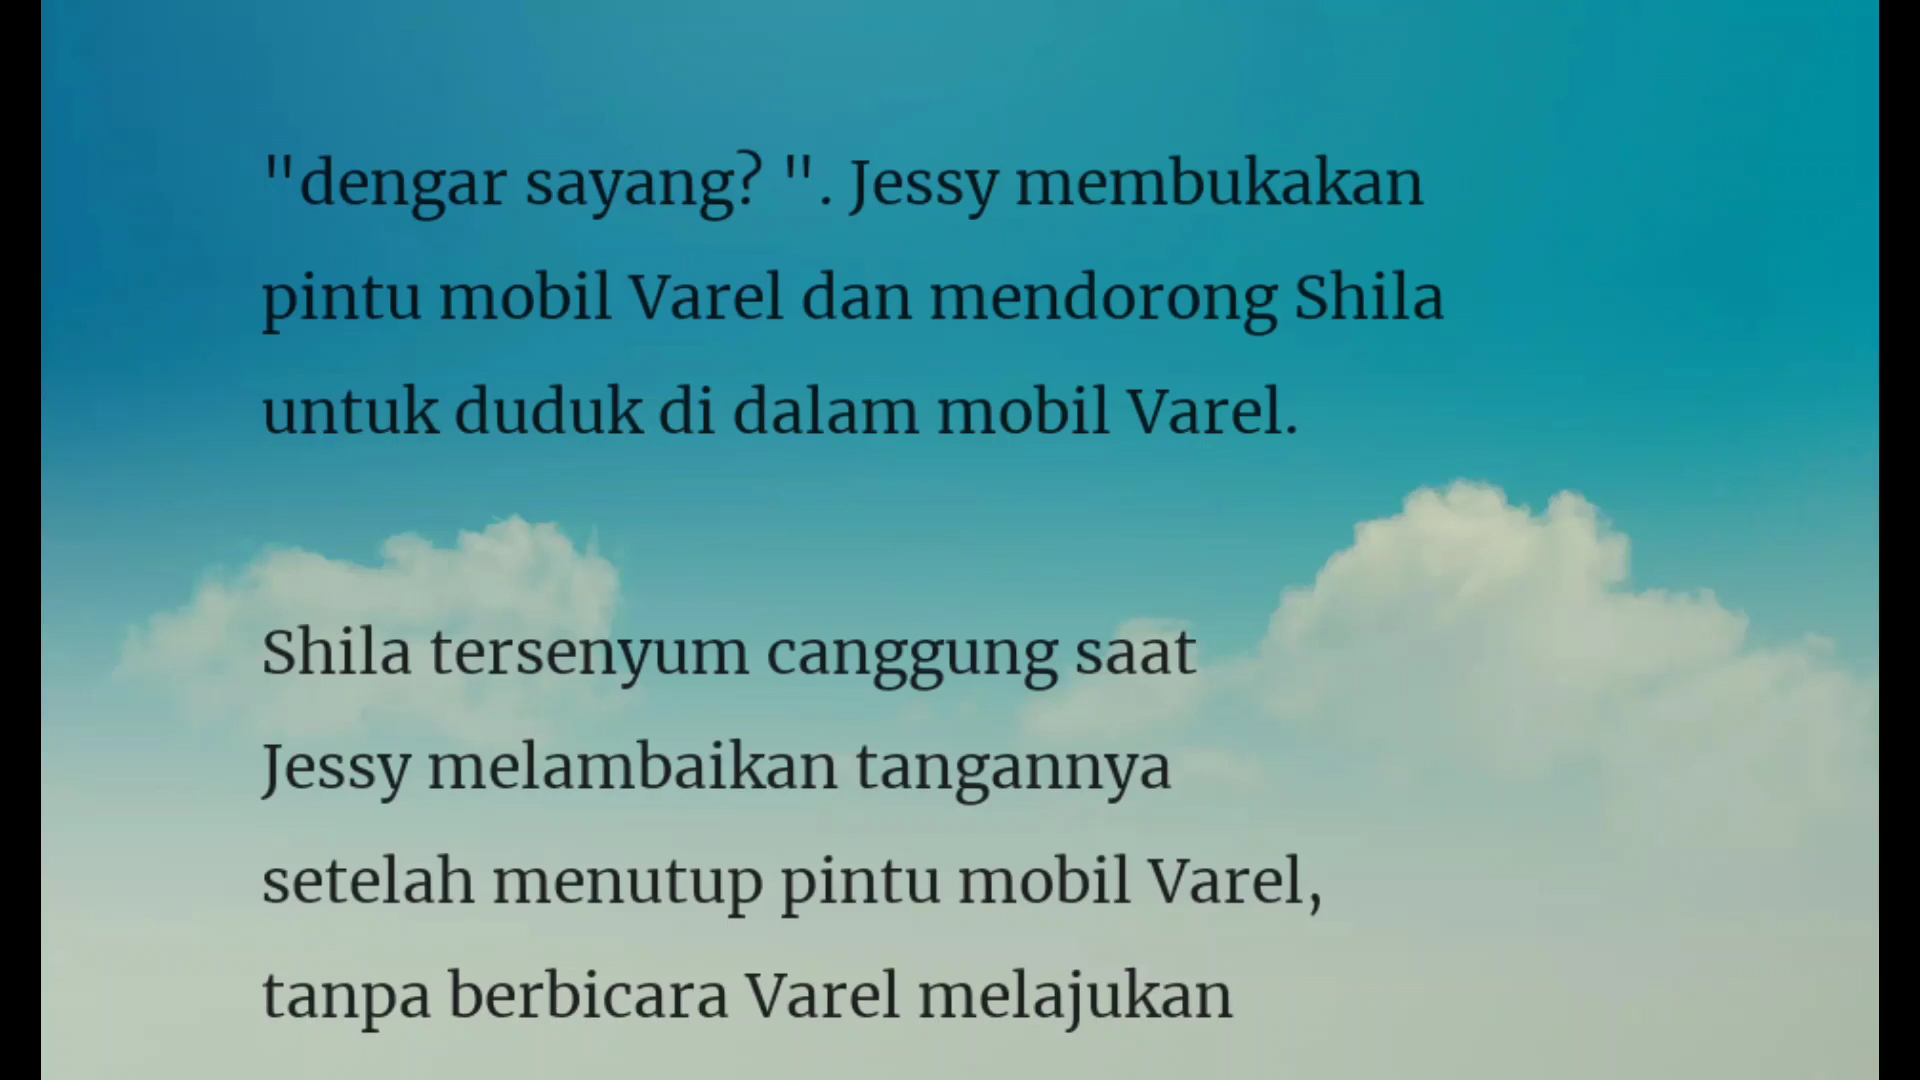 "dengar sayang? ". Jessy membukakan
pintu mobil Varel dan mendorong Shila
untuk duduk di dalam mobil Varel.
Shila tersenyum canggung saat
Jessy melambaikan tangannya
setelah menutup pintu mobil Varel,
tanpa berbicara Varel melajukan